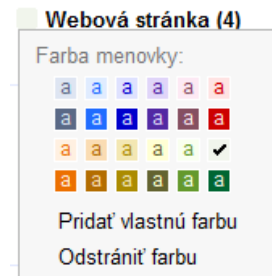 Webová stránka (4)
Farba menovky:
a a a a a a
a a a a a a
a a a a a
a a a a a a
Pridať vlastnú farbu
Odstrániť farbu